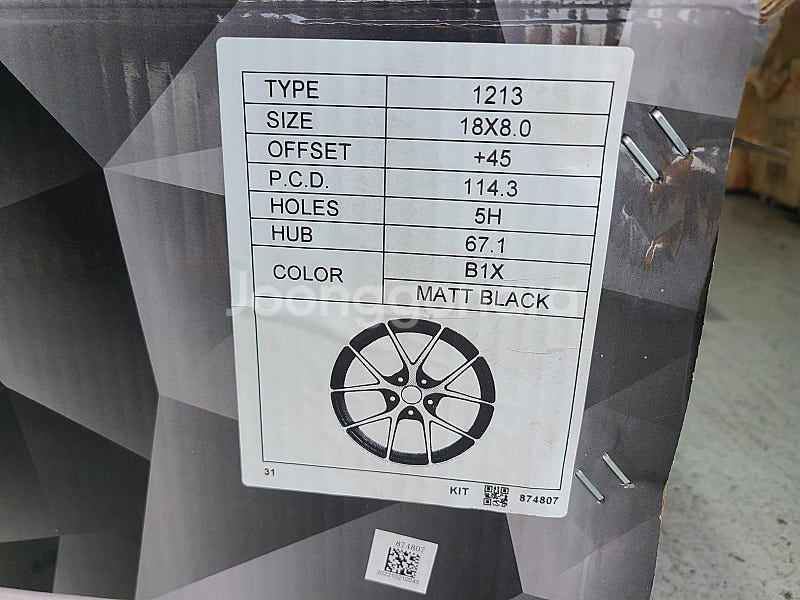 TYPE 1213
SIZE 18X8.0
OFFSET +45
P.C.D. 114.3
HOLES 5H
HUB 67.1
COLOR B1X
MATT BLACK
Joonggonara
31
KIT 874807
874807